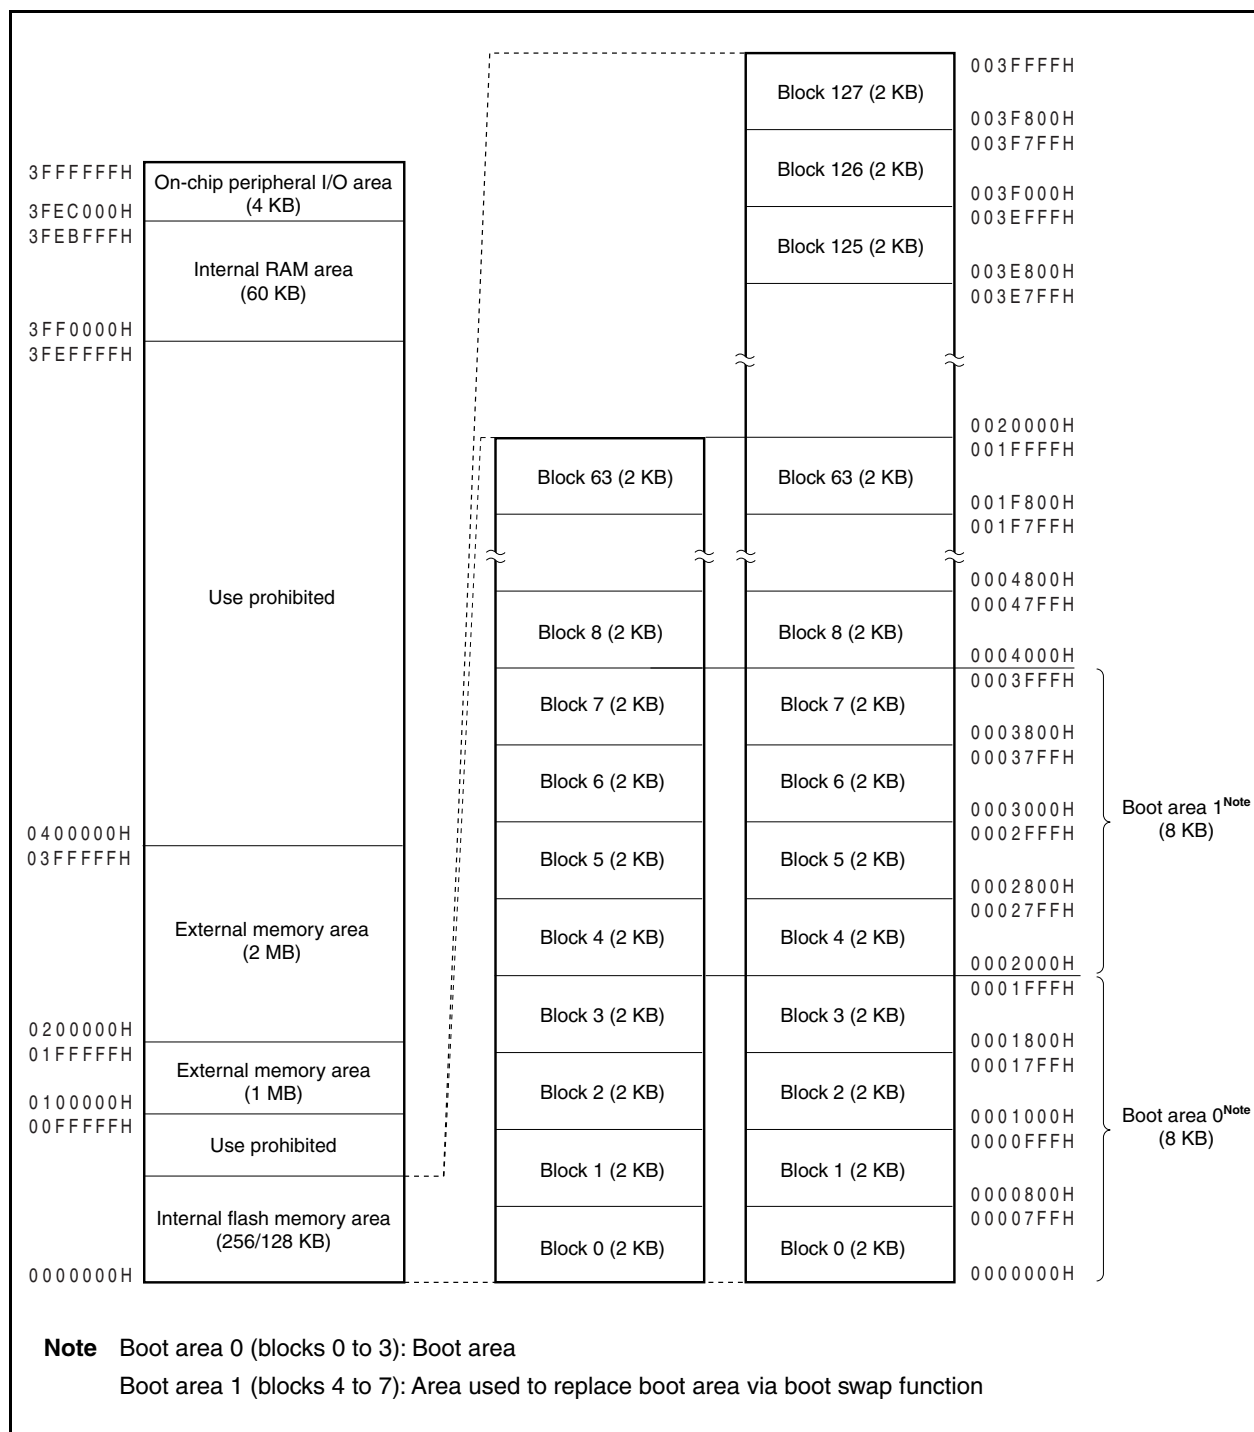 3FFFFFFH
On-chip peripheral I/O area
(4 KB)
3FEC000H
3FEBFFFH
Internal RAM area
(60 KB)
3FF0000H
3FEFFFFH
Use prohibited
0400000H
03FFFFFH
External memory area
(2 MB)
0200000H
01FFFFFH
External memory area
(1 MB)
0100000H
00FFFFFH
Use prohibited
Internal flash memory area
(256/128 KB)
0000000H
Block 63 (2 KB)
Block 8 (2 KB)
Block 7 (2 KB)
Block 6 (2 KB)
Block 5 (2 KB)
Block 4 (2 KB)
Block 3 (2 KB)
Block 2 (2 KB)
Block 1 (2 KB)
Block 0 (2 KB)
Block 127 (2 KB)
Block 126 (2 KB)
Block 125 (2 KB)
Block 63 (2 KB)
Block 8 (2 KB)
Block 7 (2 KB)
Block 6 (2 KB)
Block 5 (2 KB)
Block 4 (2 KB)
Block 3 (2 KB)
Block 2 (2 KB)
Block 1 (2 KB)
Block 0 (2 KB)
003FFFFH
003F800H
003F7FFH
003F000H
003EFFFH
003E800H
003E7FFH
0020000H
001FFFFH
001F800H
001F7FFH
0004800H
00047FFH
0004000H
0003FFFH
0003800H
00037FFH
0003000H
0002FFFH
0002800H
00027FFH
0002000H
0001FFFH
0001800H
00017FFH
0001000H
0000FFFH
0000800H
00007FFH
0000000H
Boot area 1Note
(8 KB)
Boot area 0Note
(8 KB)
Note Boot area 0 (blocks 0 to 3): Boot area
Boot area 1 (blocks 4 to 7): Area used to replace boot area via boot swap function